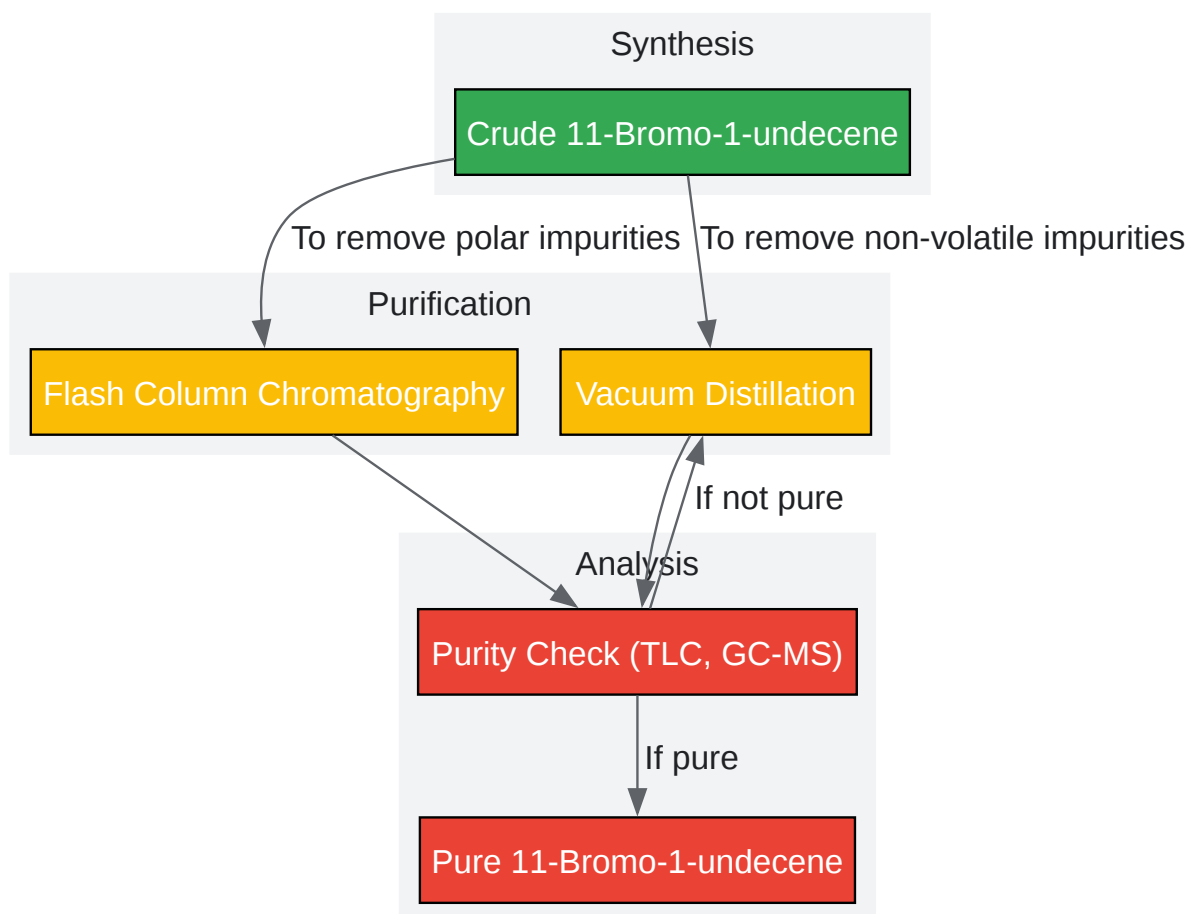 Synthesis
Crude 11-Bromo-1-undecene
To remove polar impurities
To remove non-volatile impurities
Purification
Flash Column Chromatography
Vacuum Distillation
If not pure
Analysis
Purity Check (TLC, GC-MS)
If pure
Pure 11-Bromo-1-undecene